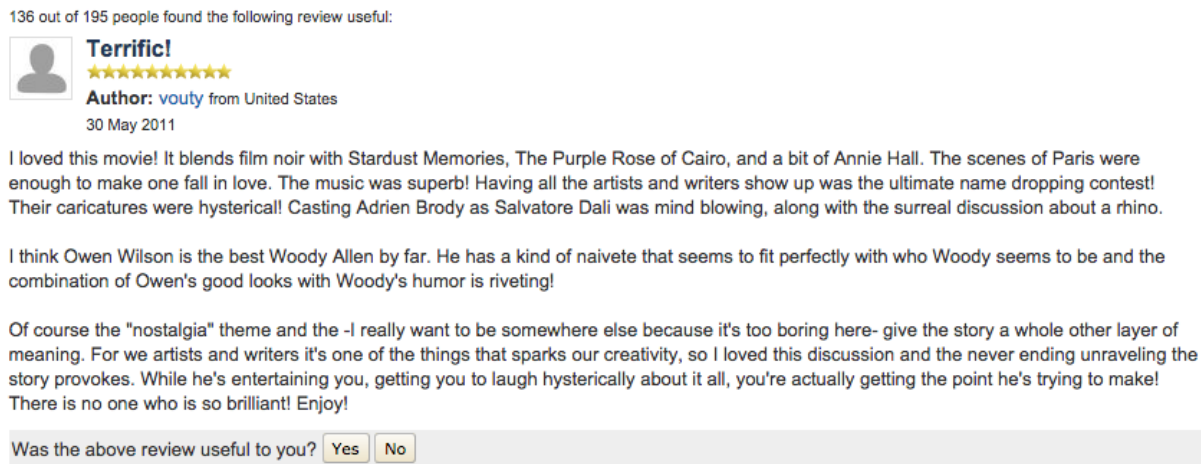 136 out of 195 people found the following review useful:
Terrific!
Author: vouty from United States
30 May 2011
I loved this movie! It blends film noir with Stardust Memories, The Purple Rose of Cairo, and a bit of Annie Hall. The scenes of Paris were
enough to make one fall in love. The music was superb! Having all the artists and writers show up was the ultimate name dropping contest!
Their caricatures were hysterical! Casting Adrien Brody as Salvatore Dali was mind blowing, along with the surreal discussion about a rhino.
I think Owen Wilson is the best Woody Allen by far. He has a kind of naivete that seems to fit perfectly with who Woody seems to be and the
combination of Owen's good looks with Woody's humor is riveting!
Of course the "nostalgia" theme and the -I really want to be somewhere else because it's too boring here- give the story a whole other layer of
meaning. For we artists and writers it's one of the things that sparks our creativity, so I loved this discussion and the never ending unraveling the
story provokes. While he's entertaining you, getting you to laugh hysterically about it all, you're actually getting the point he's trying to make!
There is no one who is so brilliant! Enjoy!
Was the above review useful to you? Yes No